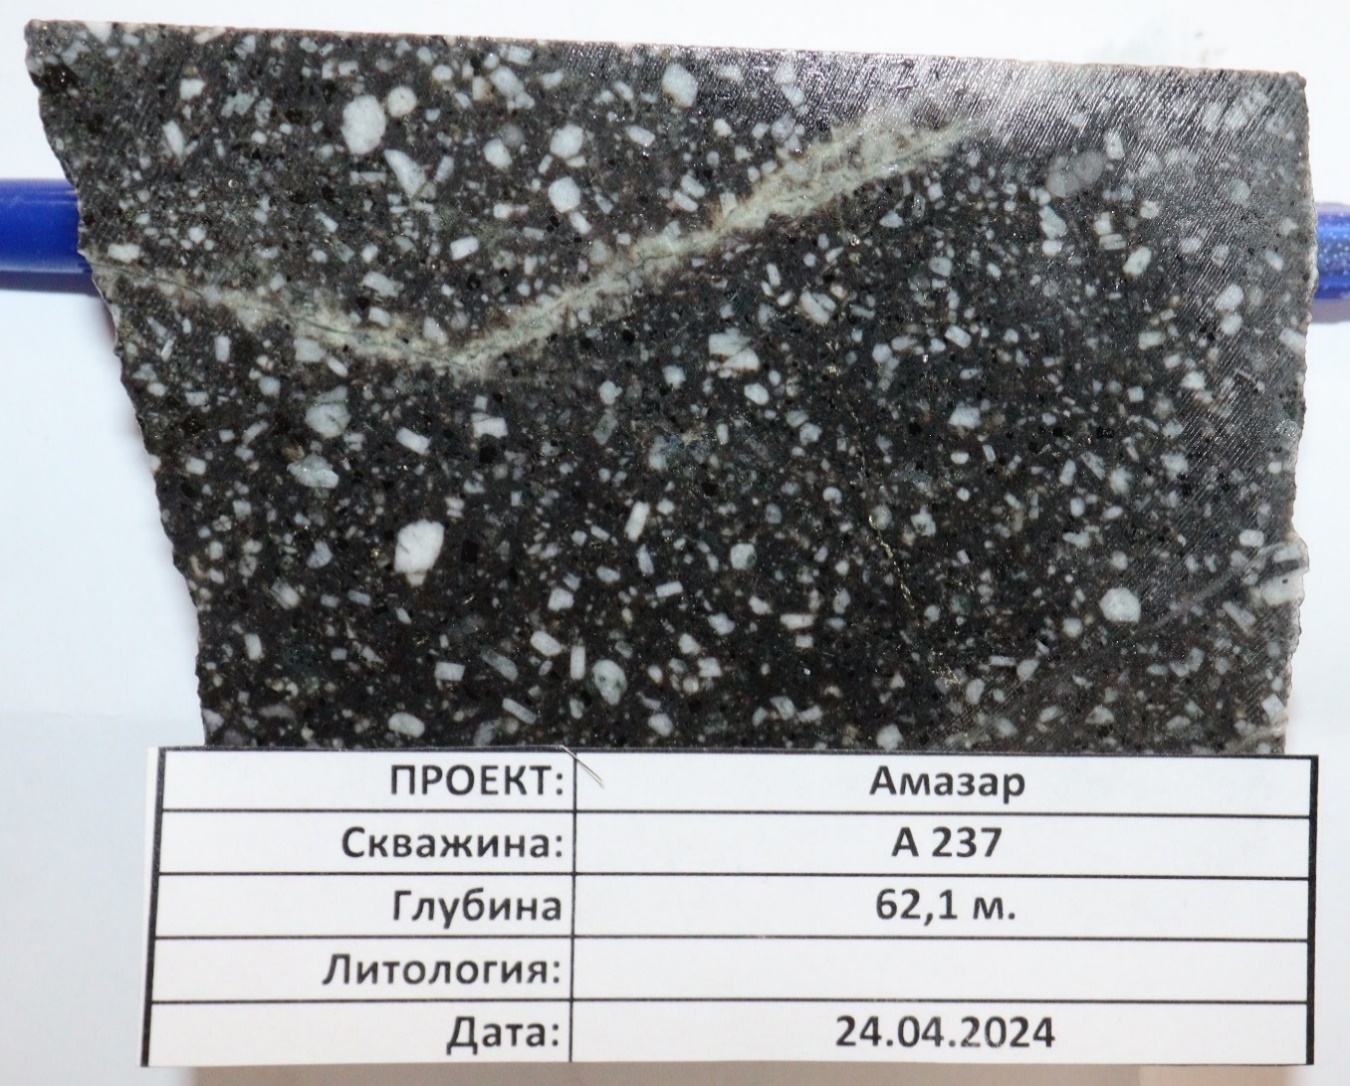 ПРОЕКТ: Амазар
Скважина: А 237
Глубина 62,1 м.
Литология:
Дата: 24.04.2024